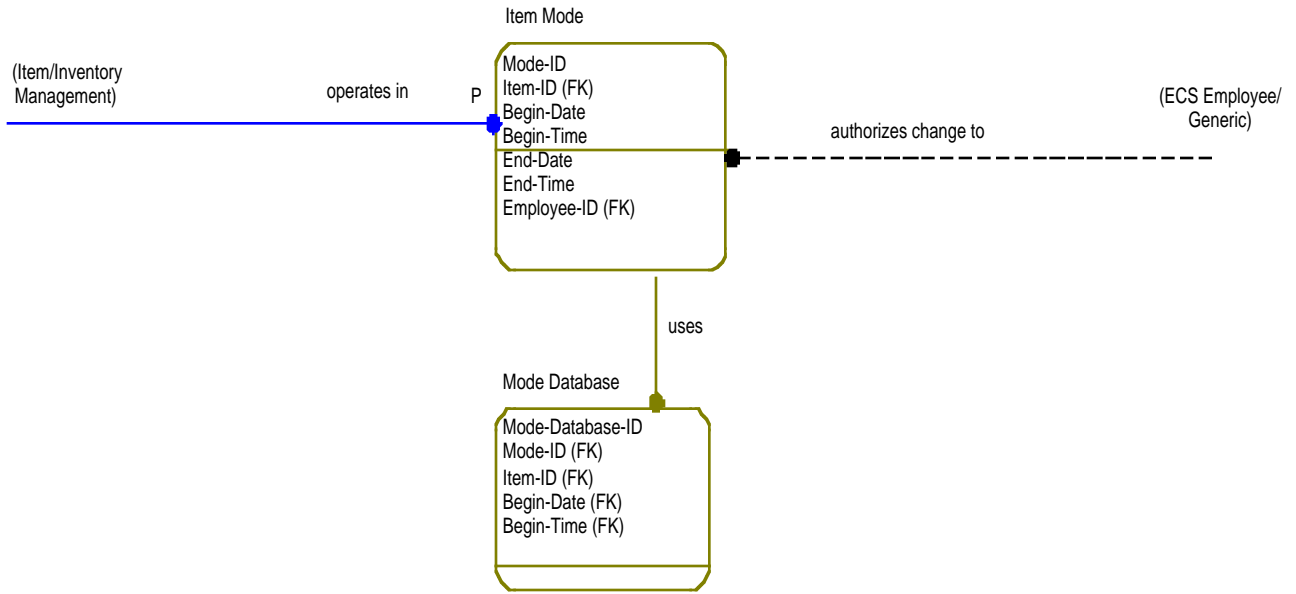 Item Mode
(Item/Inventory
Management)
operates in
P
Mode-ID
Item-ID (FK)
Begin-Date
Begin-Time
End-Date
End-Time
Employee-ID (FK)
authorizes change to
(ECS Employee/
Generic)
uses
Mode Database
Mode-Database-ID
Mode-ID (FK)
Item-ID (FK)
Begin-Date (FK)
Begin-Time (FK)